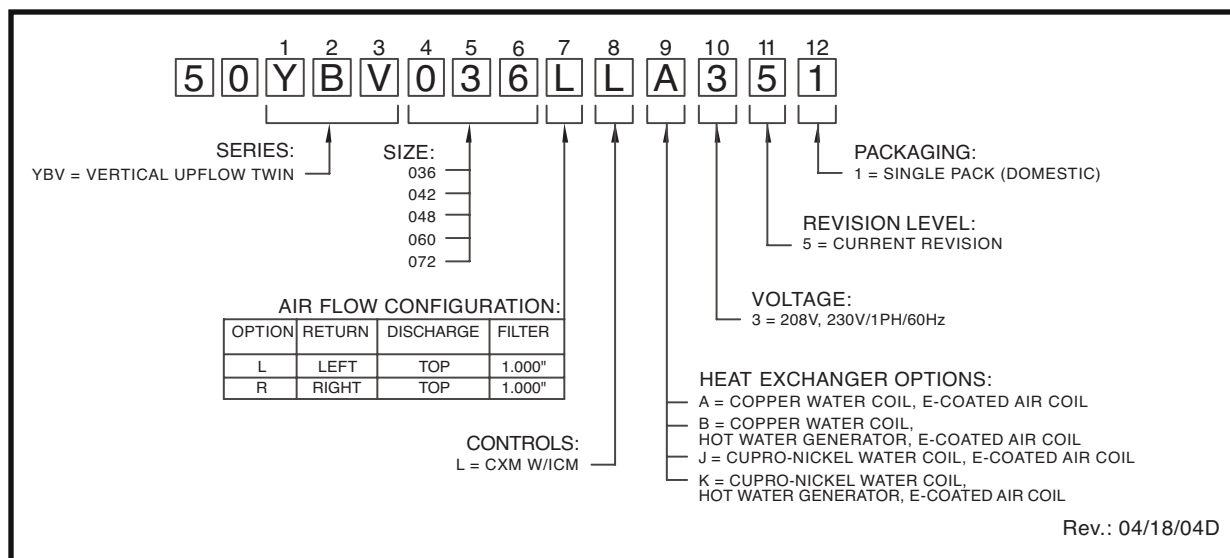 1 2 3 4 5 6 7 8 9 10 11 12
5 0 Y B V 0 3 6 L L A 3 5 1
SERIES:
YBV = VERTICAL UPFLOW TWIN
SIZE:
036
042
048
060
072
PACKAGING:
1 = SINGLE PACK (DOMESTIC)
REVISION LEVEL:
5 = CURRENT REVISION
VOLTAGE:
3 = 208V, 230V/1PH/60Hz
AIR FLOW CONFIGURATION:
OPTION RETURN DISCHARGE FILTER
L LEFT TOP 1.000"
R RIGHT TOP 1.000"
HEAT EXCHANGER OPTIONS:
A = COPPER WATER COIL, E-COATED AIR COIL
B = COPPER WATER COIL,
HOT WATER GENERATOR, E-COATED AIR COIL
J = CUPRO-NICKEL WATER COIL, E-COATED AIR COIL
K = CUPRO-NICKEL WATER COIL,
HOT WATER GENERATOR, E-COATED AIR COIL
CONTROLS:
L = CXM W/ICM
Rev.: 04/18/04D